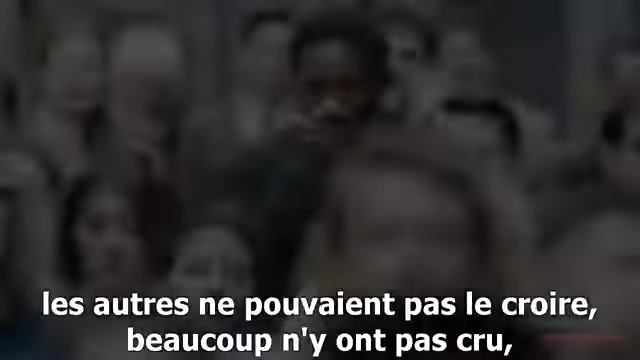 les autres ne pouvaient pas le croire,
beaucoup n'y ont pas cru,